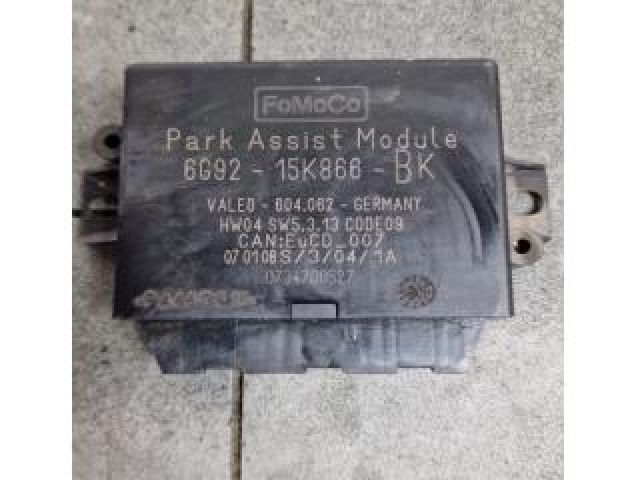 FoMoCo
Park Assist Module
6G92 - 15K866 - BK
VALEO - 604.062 - GERMANY
HW04 SW5.3.13 CODE09
CAN:EuCD_007
070108S/3/04/1A